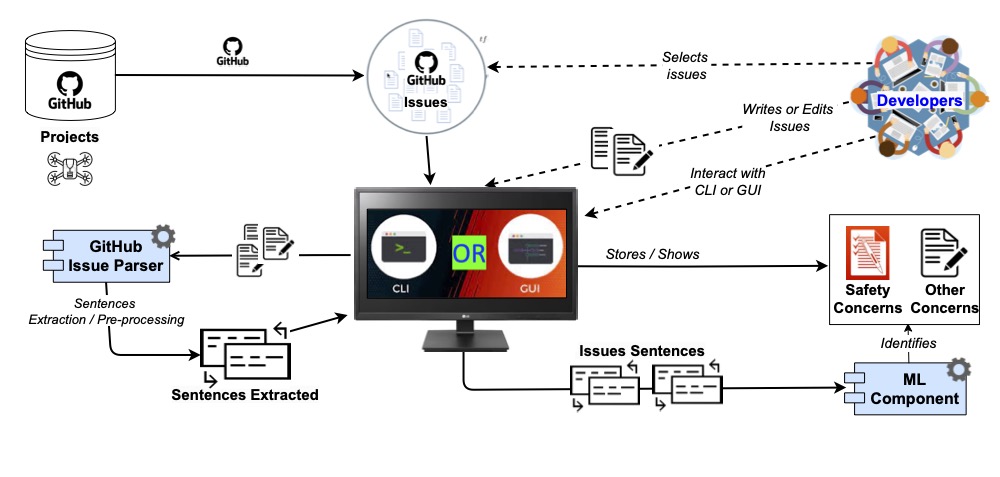 GitHub
Projects
GitHub
GitHub
Issues
Selects
issues
Developers
Writes or Edits
Issues
Interact with
CLI or GUI
>_
OR
CLI
GUI
LG
Stores / Shows
Safety
Concerns
Other
Concerns
GitHub
Issue Parser
Sentences
Extraction / Pre-processing
Sentences Extracted
Issues Sentences
Identifies
ML
Component